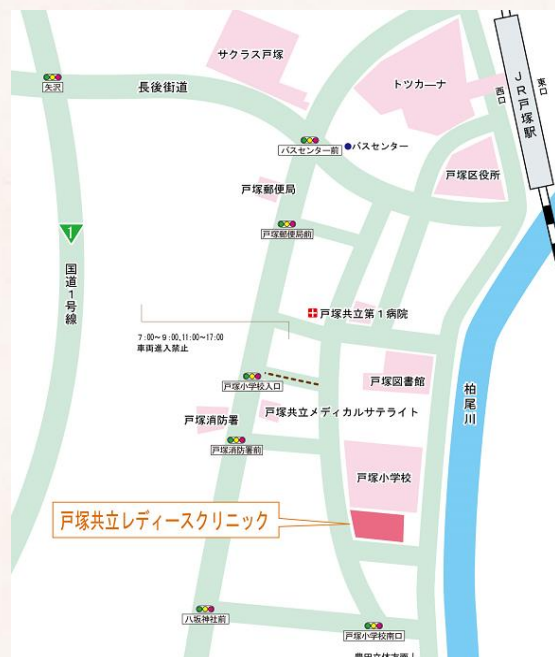 サクラス戸塚
トツカーナ
JR戸塚駅
東口
西口
矢沢
長後街道
バスセンター前
バスセンター
戸塚区役所
戸塚郵便局
戸塚郵便局前
1
国道1号線
戸塚共立第1病院
7:00~9:00,11:00~17:00
車両進入禁止
戸塚小学校入口
戸塚図書館
柏尾川
戸塚消防署
戸塚共立メディカルサテライト
戸塚消防署前
戸塚小学校
戸塚共立レディースクリニック
八坂神社前
戸塚小学校南口